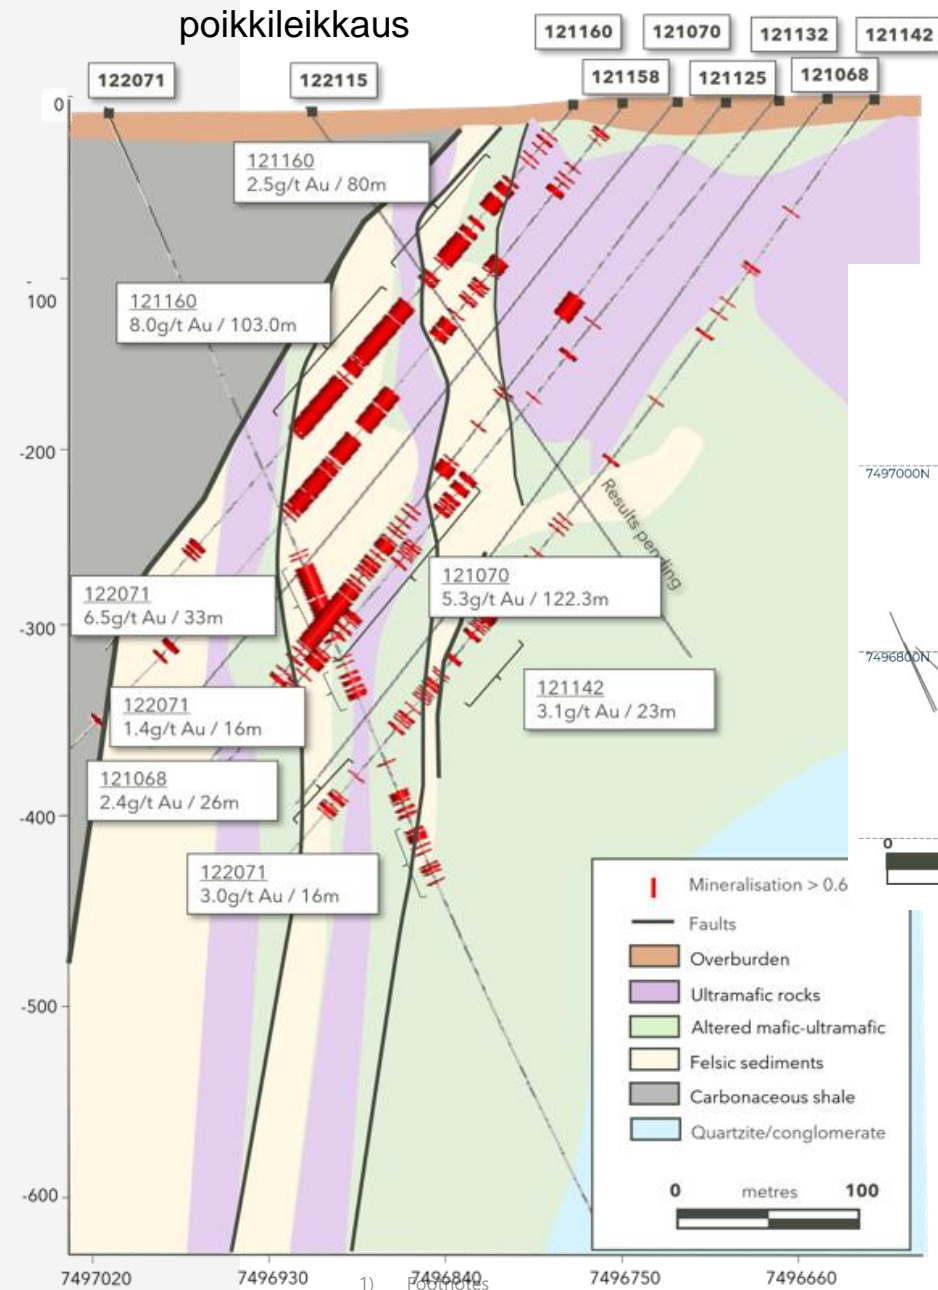 poikkileikkaus
121160
121070
121132
121142
122071
122115
121158
121125
121068
0
121160
2.5g/t Au / 80m
-
100
121160
8.0g/t Au / 103.0m
-200
7497000N
Results pending
121070
5.3g/t Au / 122.3m
122071
6.5g/t Au / 33m
-300
7496800N
121142
3.1g/t Au / 23m
122071
1.4g/t Au / 16m
121068
2.4g/t Au / 26m
-400
0
122071
3.0g/t Au / 16m
Mineralisation > 0.6
Faults
Overburden
Ultramafic rocks
Altered mafic-ultramafic
Felsic sediments
Carbonaceous shale
Quartzite/conglomerate
0 metres 100
-500
-600
7497020 7496930 7496840 7496750 7496660
1) Footnotes